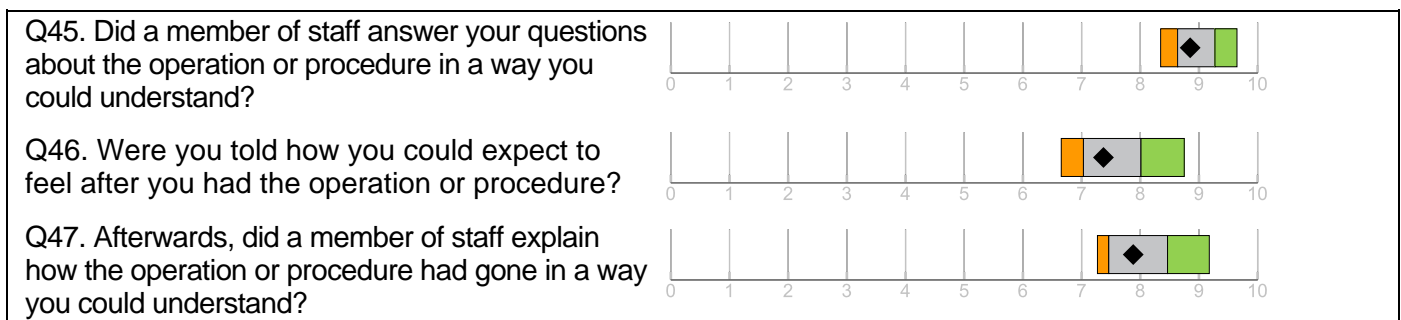 Q45. Did a member of staff answer your questions
about the operation or procedure in a way you
could understand?
0 1 2 3 4 5 6 7 8 9 10
Q46. Were you told how you could expect to
feel after you had the operation or procedure?
0 1 2 3 4 5 6 7 8 9 10
Q47. Afterwards, did a member of staff explain
how the operation or procedure had gone in a way
you could understand?
0 1 2 3 4 5 6 7 8 9 10